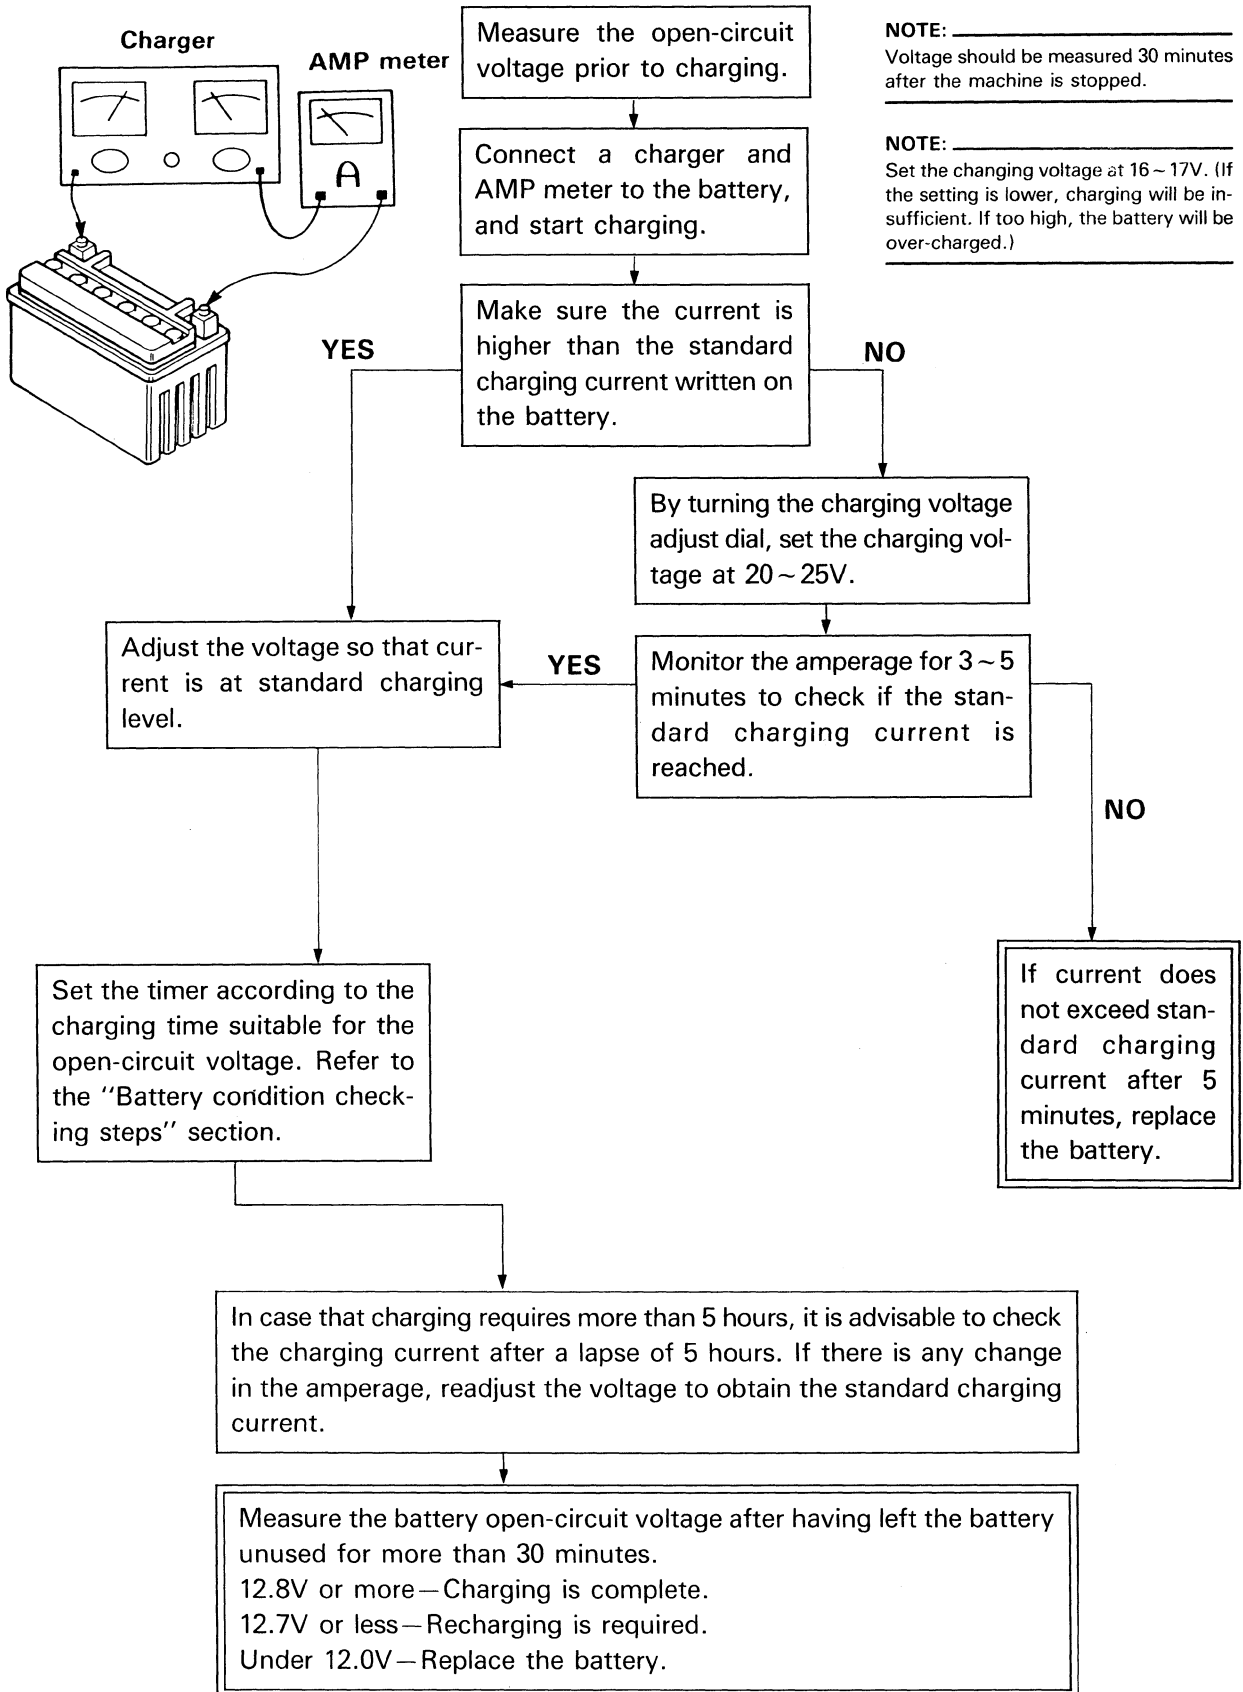 Charger
AMP meter
A
Measure the open-circuit
voltage prior to charging.
NOTE:
Voltage should be measured 30 minutes
after the machine is stopped.
Connect a charger and
AMP meter to the battery,
and start charging.
NOTE:
Set the changing voltage at 16 ~ 17V. (If
the setting is lower, charging will be in-
sufficient. If too high, the battery will be
over-charged.)
Make sure the current is
higher than the standard
charging current written on
the battery.
YES
NO
By turning the charging voltage
adjust dial, set the charging vol-
tage at 20 ~ 25V.
Adjust the voltage so that cur-
rent is at standard charging
level.
YES
Monitor the amperage for 3 ~ 5
minutes to check if the stan-
dard charging current is
reached.
NO
Set the timer according to the
charging time suitable for the
open-circuit voltage. Refer to
the "Battery condition check-
ing steps" section.
If current does
not exceed stan-
dard charging
current after 5
minutes, replace
the battery.
In case that charging requires more than 5 hours, it is advisable to check
the charging current after a lapse of 5 hours. If there is any change
in the amperage, readjust the voltage to obtain the standard charging
current.
Measure the battery open-circuit voltage after having left the battery
unused for more than 30 minutes.
12.8V or more—Charging is complete.
12.7V or less—Recharging is required.
Under 12.0V—Replace the battery.